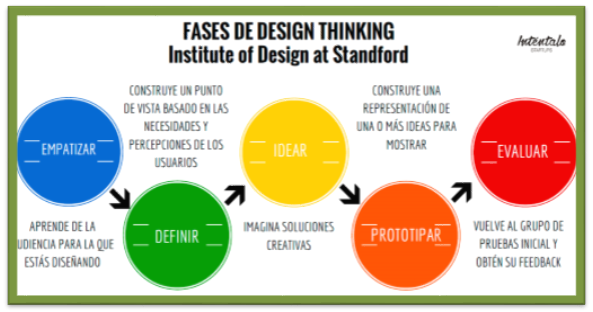 FASES DE DESIGN THINKING
Institute of Design at Standford
Inténtalo
EMPATIZAR
APRENDE DE LA
UDIENCIA PARA LA QUE
ESTÁS DISEÑANDO
CONSTRUYE UN PUNTO
DE VISTA BASADO EN LAS
NECESIDADES Y
PERCEPCIONES DE LOS
USUARIOS
DEFINIR
IDEAR
IMAGINA SOLUCIONES
CREATIVAS
CONSTRUYE UNA
REPRESENTACIÓN DE
UNA O MÁS IDEAS PARA
MOSTRAR
PROTOTIPAR
EVALUAR
VUELVE AL GRUPO DE
PRUEBAS INICIAL Y
OBTÉN SU FEEDBACK